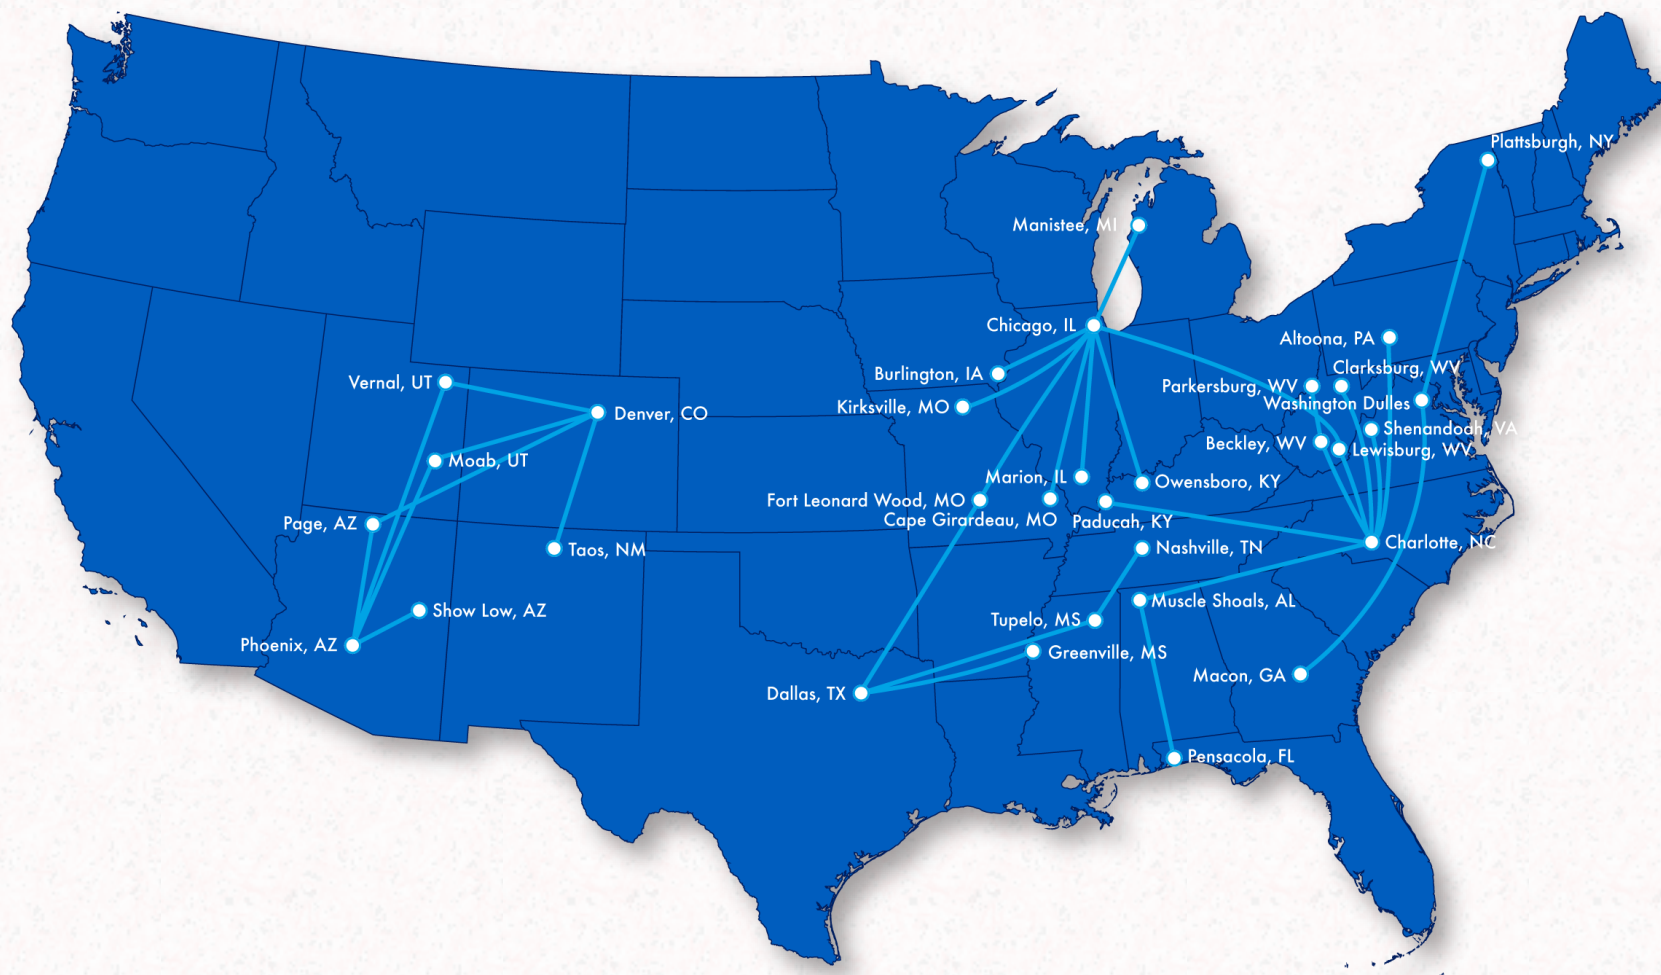 Plattsburgh, NY
Manistee, MI
Chicago, IL
Altoona, PA
Clarksburg, WV
Burlington, IA
Vernal, UT
Parkersburg, WV
Washington Dulles
Kirksville, MO
Denver, CO
Shenandoah, VA
Beckley, WV
Lewisburg, WV
Moab, UT
Marion, IL
Owensboro, KY
Fort Leonard Wood, MO
Cape Girardeau, MO
Paducah, KY
Page, AZ
Charlotte, NC
Taos, NM
Nashville, TN
Muscle Shoals, AL
Show Low, AZ
Tupelo, MS
Phoenix, AZ
Greenville, MS
Macon, GA
Dallas, TX
Pensacola, FL